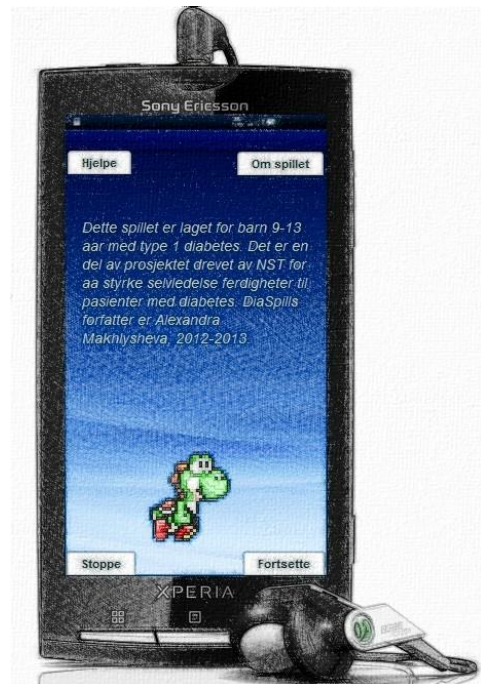 Sony Ericsson
Hjelpe
Om spillet
Dette spillet er laget for barn 9-13
aar med type 1 diabetes. Det er en
del av prosjektet drevet av NST for
aa styrke selvledelse ferdigheter til
pasienter med diabetes. DiaSpills
forfatter er Alexandra
Makhlysheva, 2012-2013
Stoppe
Fortsette
XPERIA